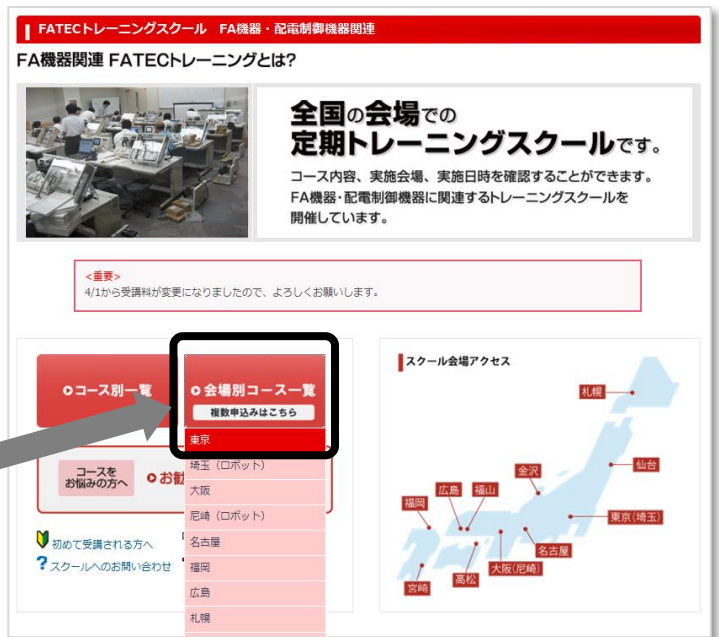 FATECトレーニングスクール FA機器・配電制御機器関連
FA機器関連 FATECトレーニングとは?
全国の会場での
定期トレーニングスクールです。
コース内容、実施会場、実施日時を確認することができます。
FA機器・配電制御機器に関連するトレーニングスクールを
開催しています。
<重要>
4/1から受講料が変更になりましたので、よろしくお願いします。
コース別一覧
会場別コース一覧
複数申込みはこちら
東京
埼玉（ロボット）
大阪
尼崎（ロボット）
名古屋
福岡
広島
札幌
コースを
お悩みの方へ
お勧
初めて受講される方へ
スクールへのお問い合わせ
スクール会場アクセス
札幌
仙台
金沢
広島
福山
福岡
東京(埼玉)
名古屋
大阪(尼崎)
高松
宮崎